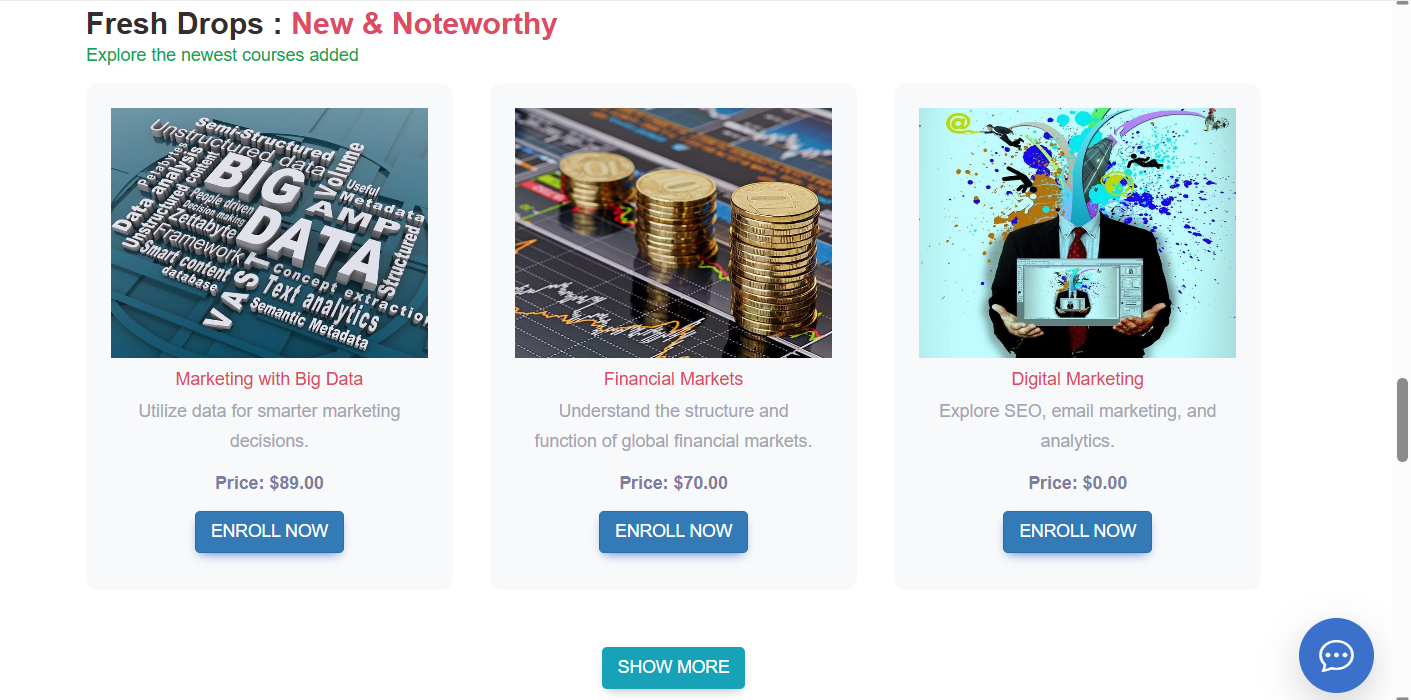 Fresh Drops : New & Noteworthy
Explore the newest courses added
Semi-Structured
Unstructured data
Petabytes
Data analysis
Unstructured
Content
BIG
Volume
Useful
Metadata
People driven
Decision making
AMP
Zettabyte
DATA
Framework
Smart content
database
VAST
Structured
Concept extraction
Text analytics
Semantic Metadata
@
Marketing with Big Data
Utilize data for smarter marketing
decisions.
Price: $89.00
ENROLL NOW
Financial Markets
Understand the structure and
function of global financial markets.
Price: $70.00
ENROLL NOW
Digital Marketing
Explore SEO, email marketing, and
analytics.
Price: $0.00
ENROLL NOW
SHOW MORE